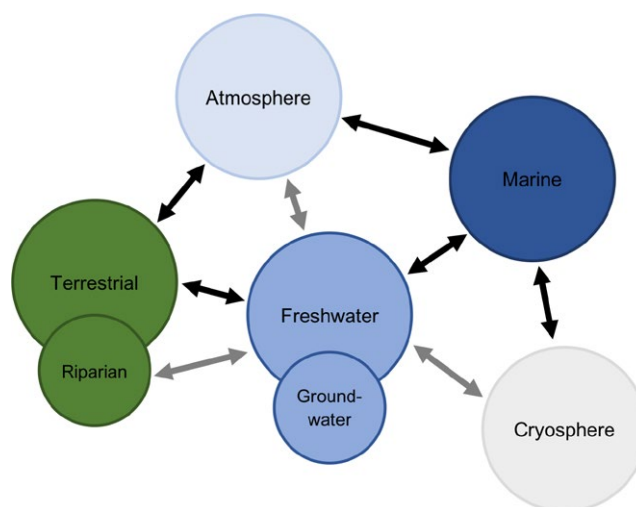 Atmosphere
Marine
Terrestrial
Freshwater
Riparian
Ground-
water
Cryosphere